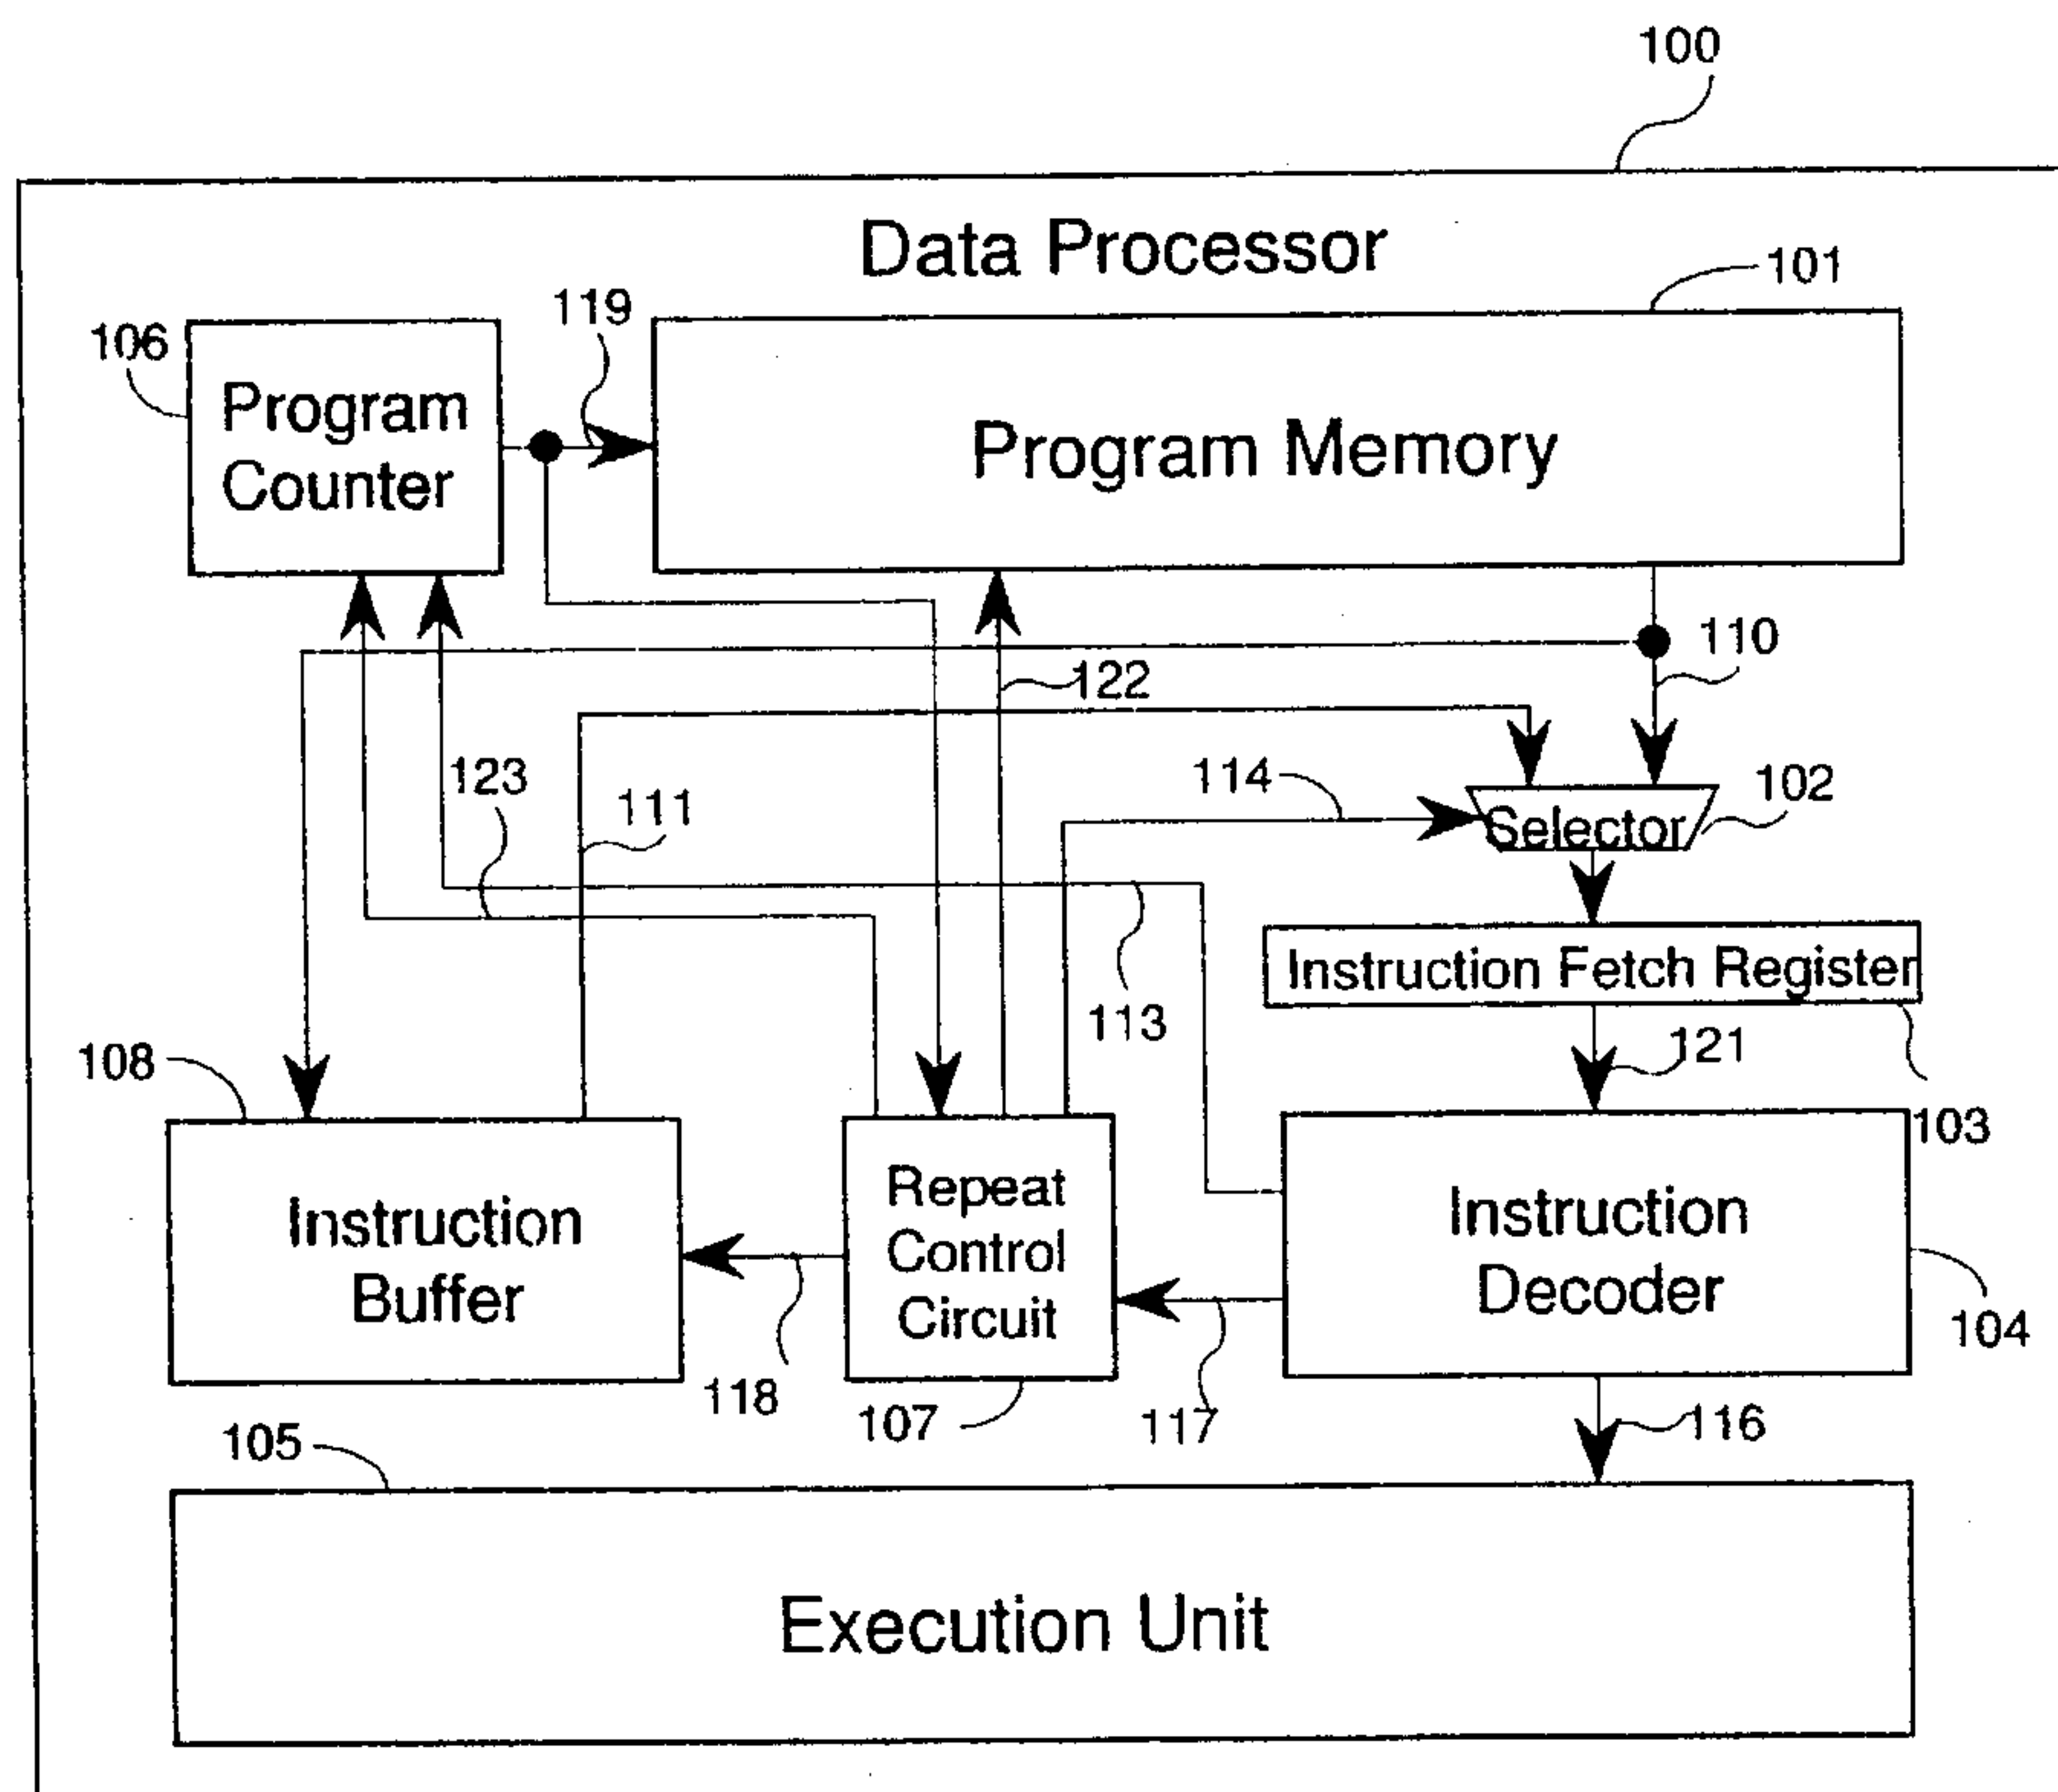 100
Data Processor
101
119
106
Program
Counter
Program Memory
110
122
123
111
114
102
Selector
Instruction Fetch Register
113
121
108
103
Instruction
Buffer
Repeat
Control
Circuit
Instruction
Decoder
104
118
107
117
116
105
Execution Unit